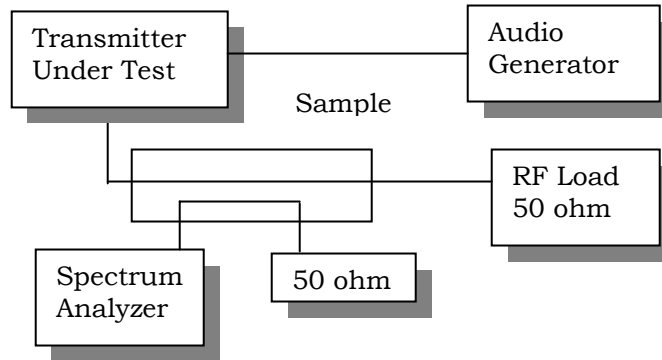 Transmitter
Under Test
Audio
Generator
Sample
RF Load
50 ohm
Spectrum
Analyzer
50 ohm